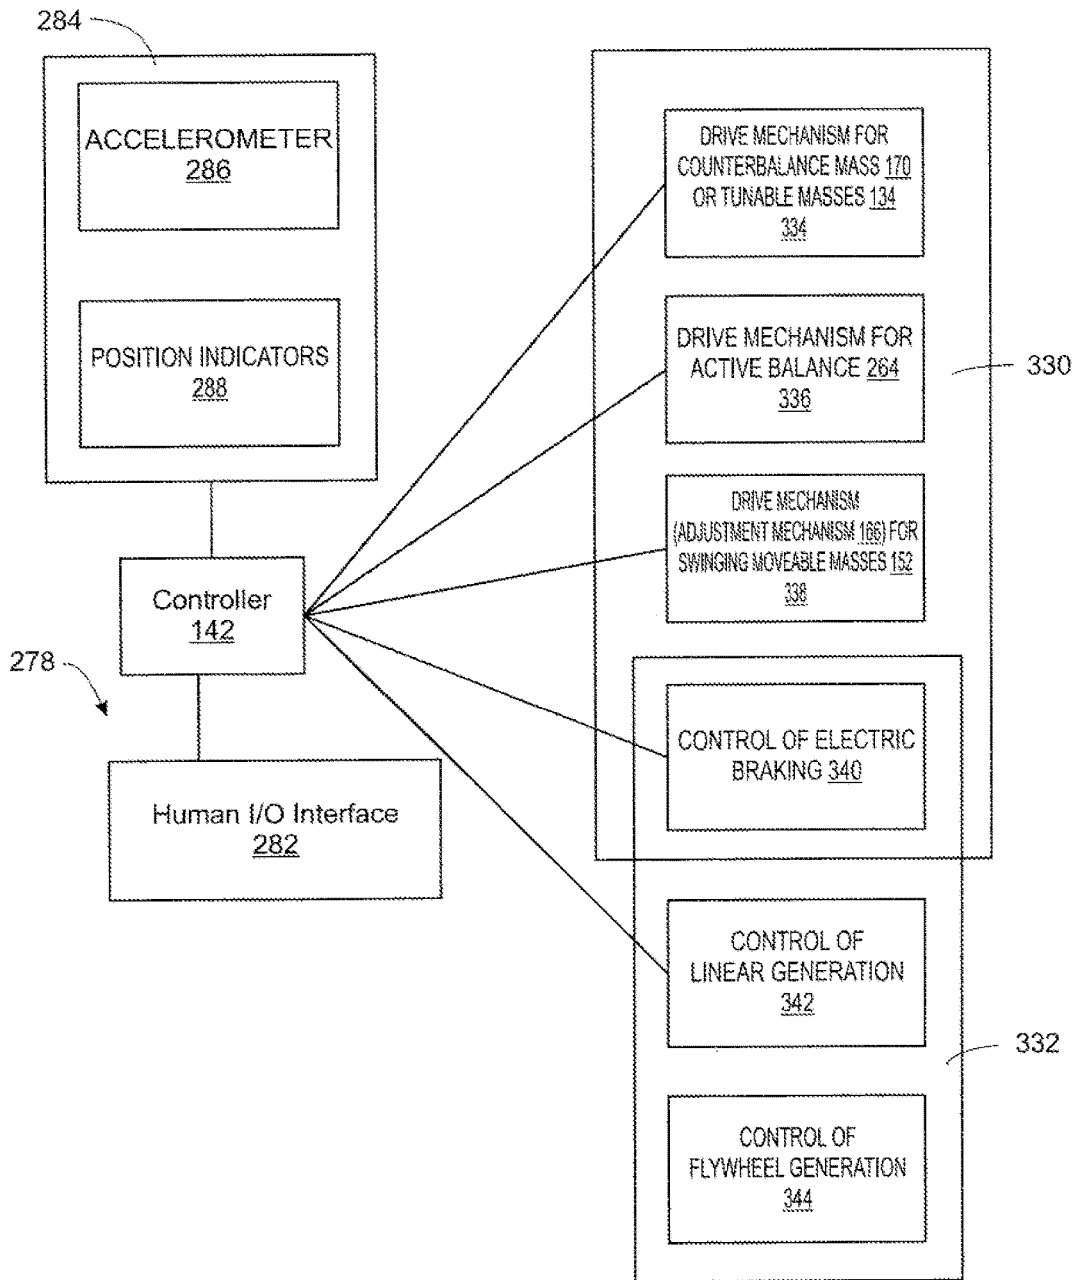 284
ACCELEROMETER
286
POSITION INDICATORS
288
Controller
142
278
Human I/O Interface
282
DRIVE MECHANISM FOR
COUNTERBALANCE MASS 170
OR TUNABLE MASSES 134
334
DRIVE MECHANISM FOR
ACTIVE BALANCE 264
336
330
DRIVE MECHANISM
(ADJUSTMENT MECHANISM 166) FOR
SWINGING MOVEABLE MASSES 152
338
CONTROL OF ELECTRIC
BRAKING 340
CONTROL OF
LINEAR GENERATION
342
332
CONTROL OF
FLYWHEEL GENERATION
344